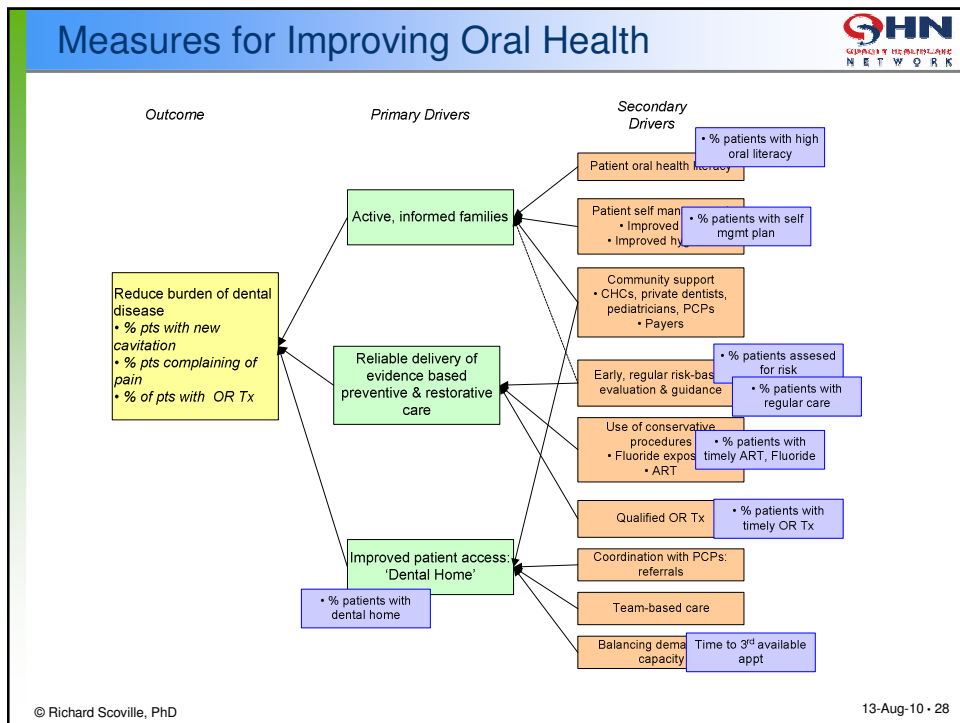 Measures for Improving Oral Health
QHN
QUALITY HEALTHCARE
NETWORK
Outcome
Primary Drivers
Secondary
Drivers
• % patients with high
oral literacy
Patient oral health literacy
Active, informed families
Patient self man
• Improved
• Improved hyg
• % patients with self
mgmt plan
Community support
• CHCs, private dentists,
pediatricians, PCPs
• Payers
Reduce burden of dental
disease
• % pts with new
cavitation
• % pts complaining of
pain
• % of pts with OR Tx
Reliable delivery of
evidence based
preventive & restorative
care
Early, regular risk-bas
evaluation & guidance
• % patients assesed
for risk
• % patients with
regular care
Use of conservative
procedures
• Fluoride expos
• ART
• % patients with
timely ART, Fluoride
Qualified OR Tx
• % patients with
timely OR Tx
Improved patient access:
‘Dental Home’
• % patients with
dental home
Coordination with PCPs:
referrals
Team-based care
Balancing dema
capacity
Time to 3rd available
appt
© Richard Scoville, PhD
13-Aug-10 • 28